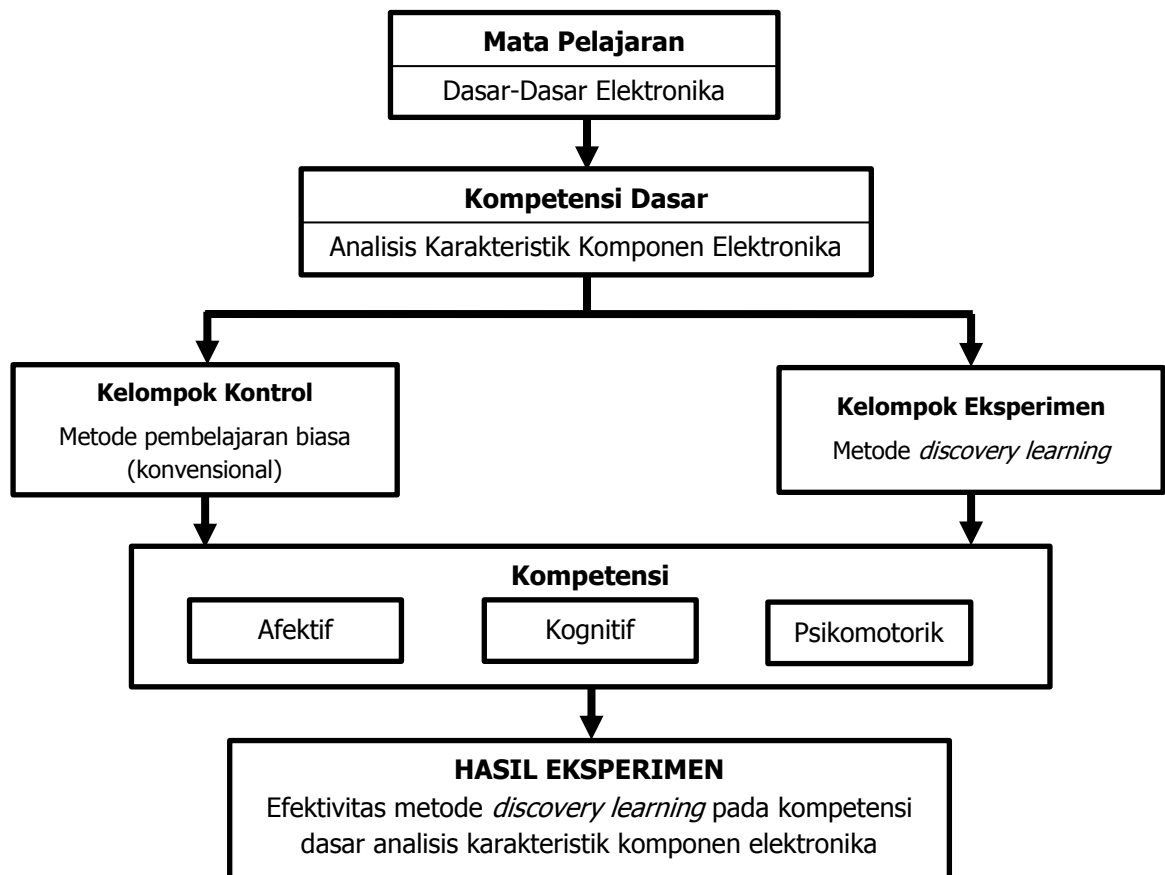 Mata Pelajaran
Dasar-Dasar Elektronika
Kompetensi Dasar
Analisis Karakteristik Komponen Elektronika
Kelompok Kontrol
Metode pembelajaran biasa
(konvensional)
Kelompok Eksperimen
Metode discovery learning
Kompetensi
Afektif
Kognitif
Psikomotorik
HASIL EKSPERIMEN
Efektivitas metode discovery learning pada kompetensi
dasar analisis karakteristik komponen elektronika